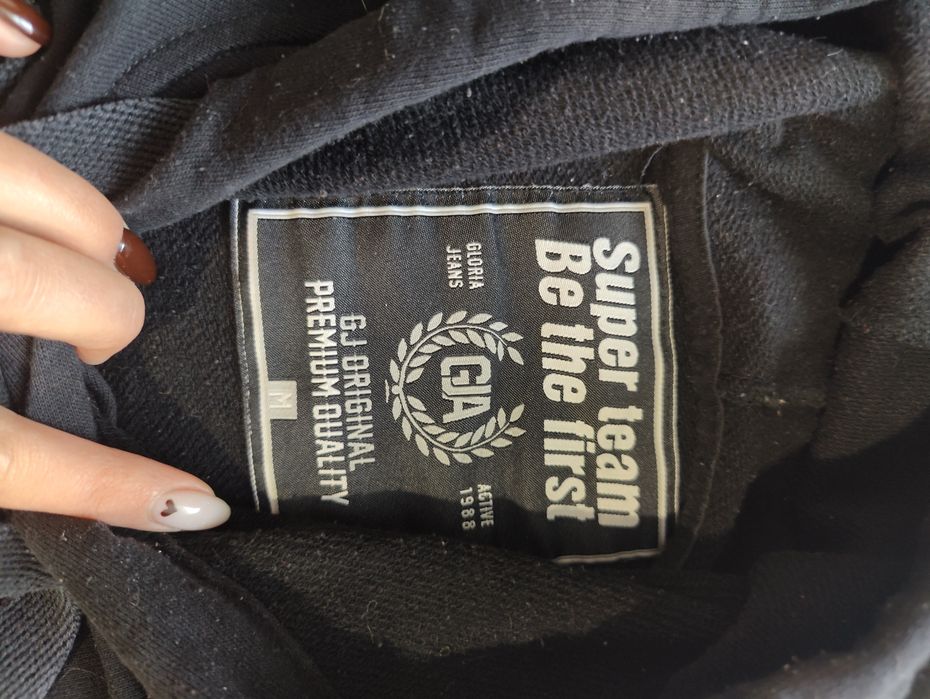 Super team
Be the first
GLORIA
JEANS
GJA
ACTIVE
1988
GJ ORIGINAL
PREMIUM QUALITY
M